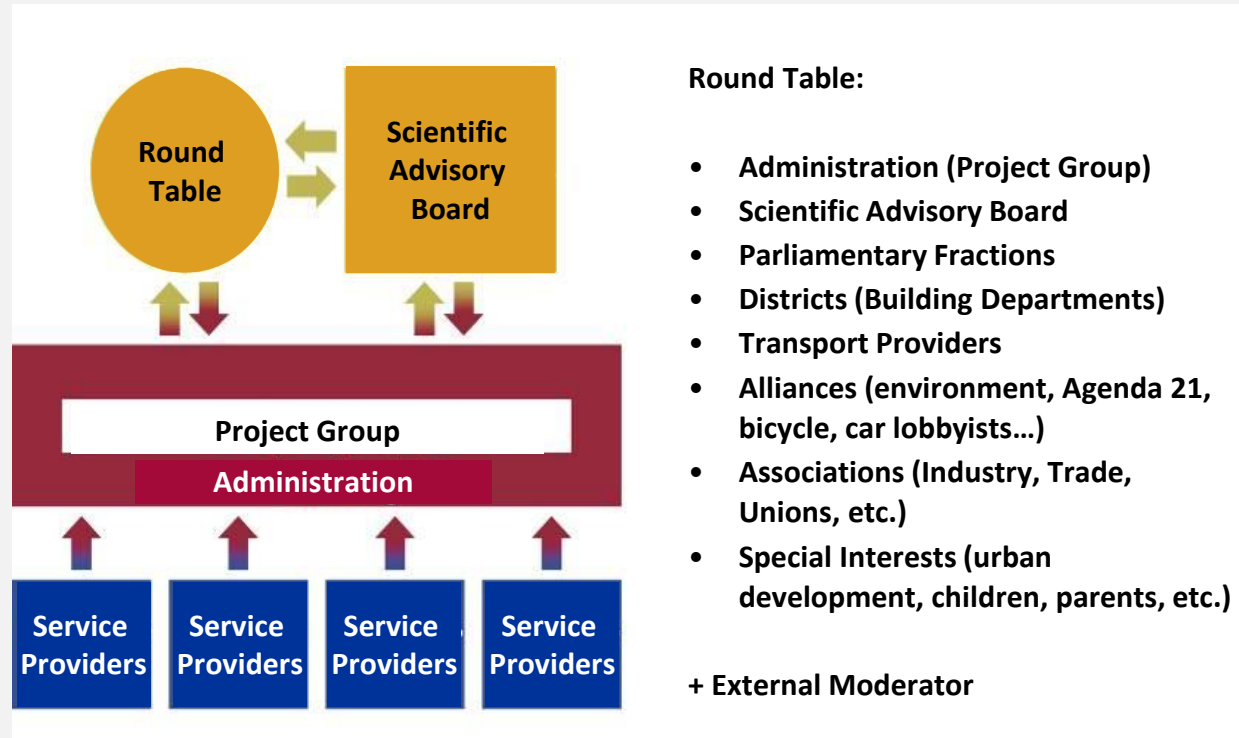 Round
Table
Scientific
Advisory
Board
Project Group
Administration
Service
Providers
Service
Providers
Service
Providers
Service
Providers
Round Table:
• Administration (Project Group)
• Scientific Advisory Board
• Parliamentary Fractions
• Districts (Building Departments)
• Transport Providers
• Alliances (environment, Agenda 21,
bicycle, car lobbyists…)
• Associations (Industry, Trade,
Unions, etc.)
• Special Interests (urban
development, children, parents, etc.)
+ External Moderator